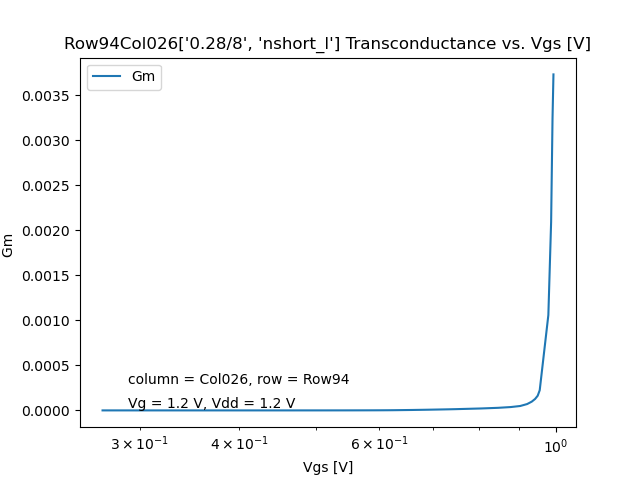 Row94Col026['0.28/8', 'nshort_l'] Transconductance vs. Vgs [V]
Gm
0.0035
0.0030
0.0025
0.0020
0.0015
0.0010
0.0005
0.0000
Gm
column = Col026, row = Row94
Vg = 1.2 V, Vdd = 1.2 V
3 × 10⁻¹ 4 × 10⁻¹ 6 × 10⁻¹ 10⁰
Vgs [V]